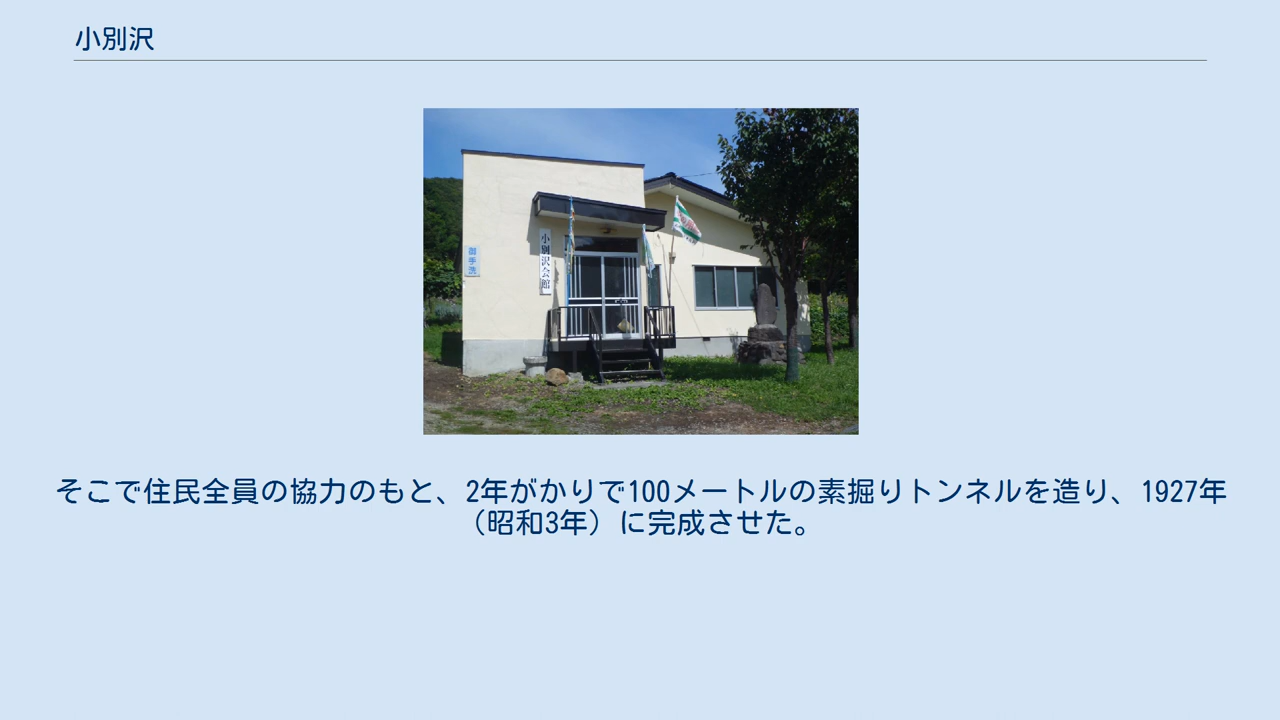 小別沢
御手洗
小別沢会館
そこで住民全員の協力のもと、2年がかりで100メートルの素掘りトンネルを造り、1927年
（昭和3年）に完成させた。